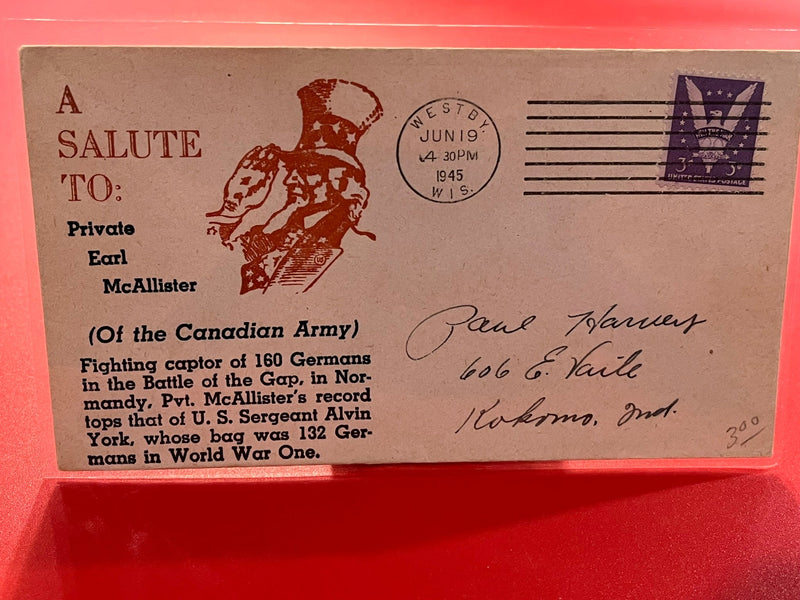 A
SALUTE
TO:
Private
Earl
McAllister
(Of the Canadian Army)
Fighting captor of 160 Germans
in the Battle of the Gap, in Nor-
mandy, Pvt. McAllister's record
tops that of U. S. Sergeant Alvin
York, whose bag was 132 Ger-
mans in World War One.
WESTBY
JUN 19
4 30 PM
1945
WIS.
3¢ 3¢
UNITED STATES POSTAGE
Paul Harvey
606 E. Vaile
Kokomo, Ind.
3⁰⁰